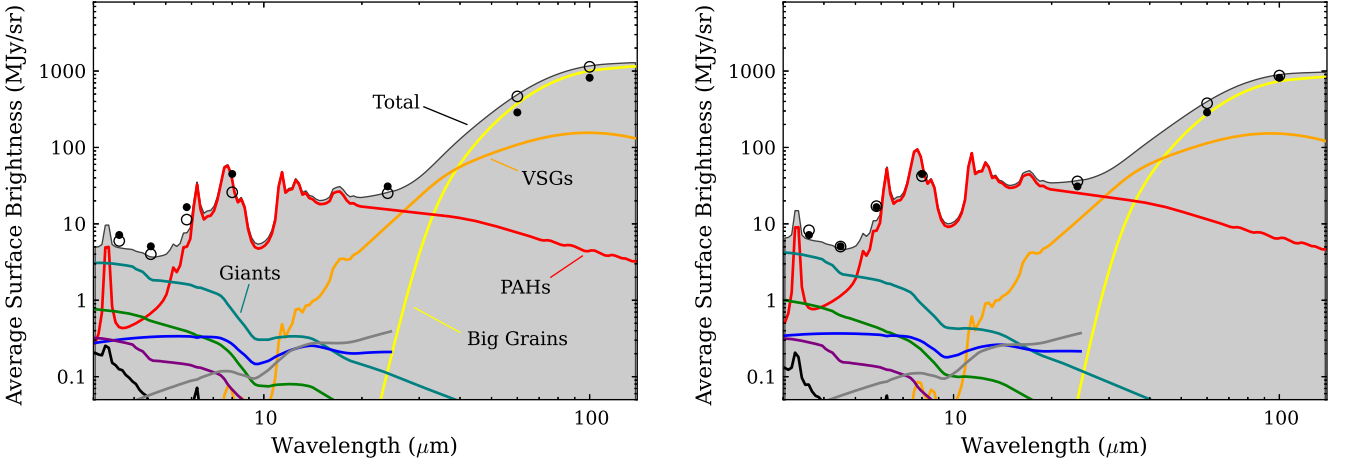 Average Surface Brightness (MJy/sr)
1000
100
10
1
0.1
Total
VSGs
Giants
PAHs
Big Grains
10
100
Wavelength (μm)
Average Surface Brightness (MJy/sr)
1000
100
10
1
0.1
10
100
Wavelength (μm)